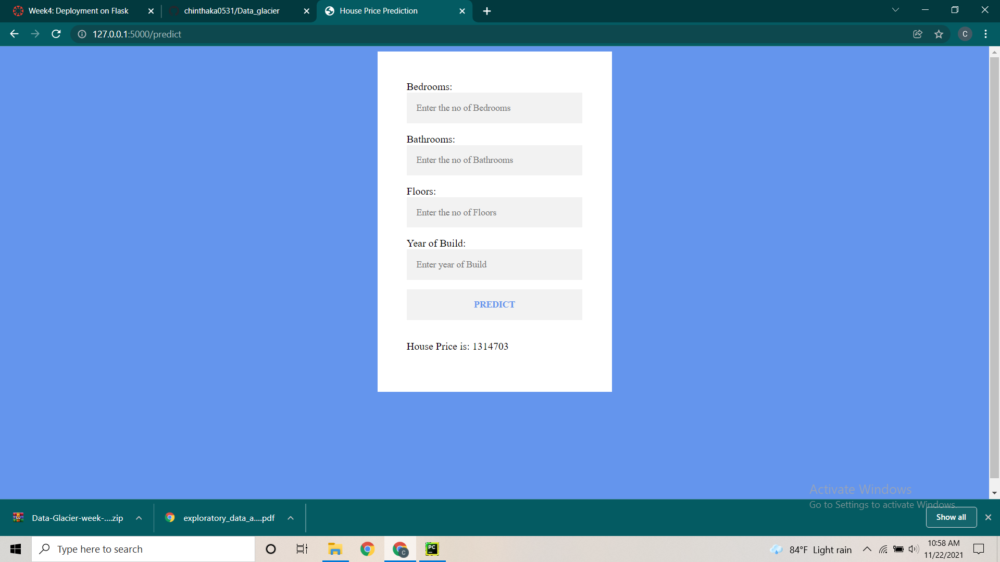 Week4: Deployment on Flask
chinthaka0531/Data_glacier
House Price Prediction
127.0.0.1:5000/predict
C
Bedrooms:
Enter the no of Bedrooms
Bathrooms:
Enter the no of Bathrooms
Floors:
Enter the no of Floors
Year of Build:
Enter year of Build
PREDICT
House Price is: 1314703
Activate Windows
Go to Settings to activate Windows.
Data-Glacier-week-....zip
exploratory_data_a....pdf
Show all
Type here to search
C
PC
84°F Light rain
10:58 AM
11/22/2021